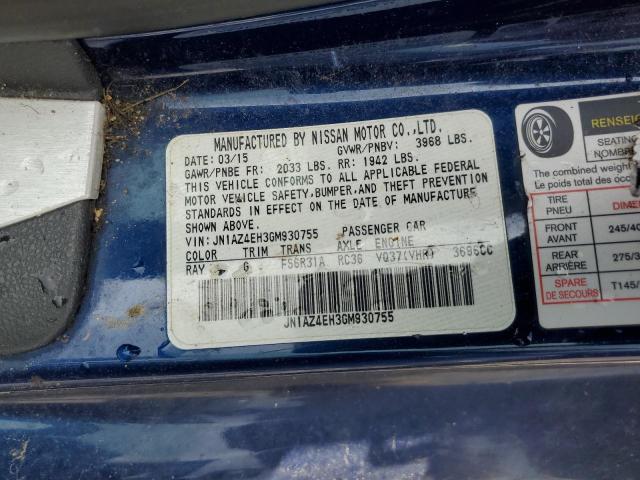 MANUFACTURED BY NISSAN MOTOR CO.,LTD.
DATE: 03/15 GVWR/PNBV: 3968 LBS.
GAWR/PNBE FR: 2033 LBS. RR: 1942 LBS.
THIS VEHICLE CONFORMS TO ALL APPLICABLE FEDERAL
MOTOR VEHICLE SAFETY, BUMPER, AND THEFT PREVENTION
STANDARDS IN EFFECT ON THE DATE OF MANUFACTURE
SHOWN ABOVE.
VIN: JN1AZ4EH3GM930755 PASSENGER CAR
COLOR TRIM TRANS AXLE ENGINE
RAY G FS6R31A RC36 VQ37(VHR) 3696CC
JN1AZ4EH3GM930755
RENSEIG
SEATING
NOMBRE
The combined weight
Le poids total des occ
TIRE
PNEU
DIMEN
FRONT
AVANT
245/40
REAR
ARRIÈRE
275/3
SPARE
DE SECOURS
T145/